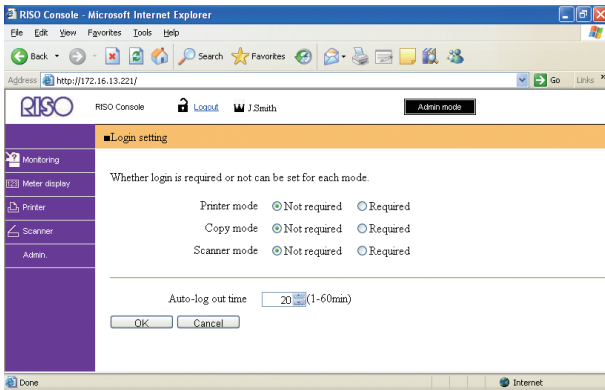 RISO Console - Microsoft Internet Explorer
File Edit View Favorites Tools Help
Back Search Favorites
Address http://172.16.13.221/ Go Links »
RISO RISO Console Logout J.Smith Admin mode
■Login setting
Monitoring
Meter display
Printer
Scanner
Admin.
Whether login is required or not can be set for each mode.
Printer mode Not required Required
Copy mode Not required Required
Scanner mode Not required Required
Auto-log out time 20 (1-60min)
OK Cancel
Done Internet